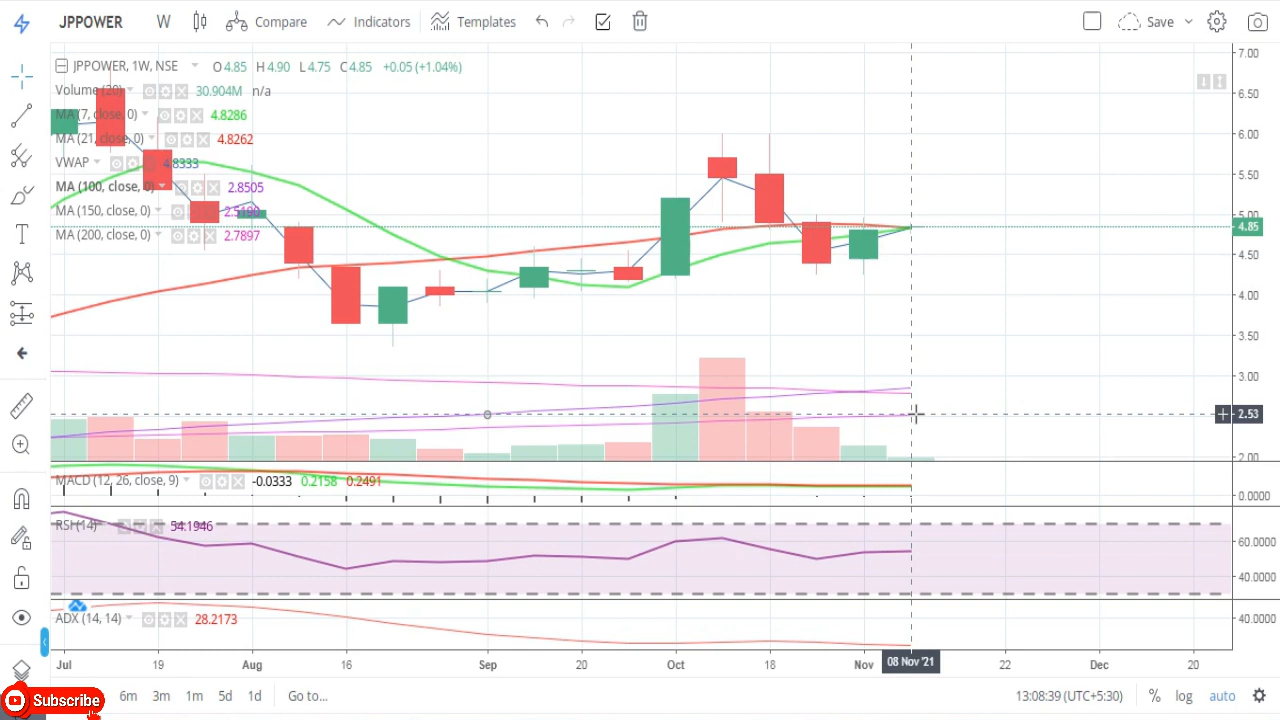 JPPOWER W Compare Indicators Templates Save
JPPOWER, 1W, NSE O4.85 H4.90 L4.75 C4.85 +0.05 (+1.04%)
Volume (20) 30.904M n/a
MA (7, close, 0) 4.8286
MA (21, close, 0) 4.8262
VWAP 4.8333
MA (100, close, 0) 2.8505
MA (150, close, 0) 2.5190
MA (200, close, 0) 2.7897
7.00
6.50
6.00
5.50
5.00
4.85
4.50
4.00
3.50
3.00
2.53
2.00
MACD (12, 26, close, 9) -0.0333 0.2158 0.2491
0.0000
RSI (14) 54.1946
60.0000
40.0000
ADX (14, 14) 28.2173
40.0000
Jul 19 Aug 16 Sep 20 Oct 18 Nov 08 Nov '21 22 Dec 20
Subscribe 6m 3m 1m 5d 1d Go to... 13:08:39 (UTC+5:30) % log auto